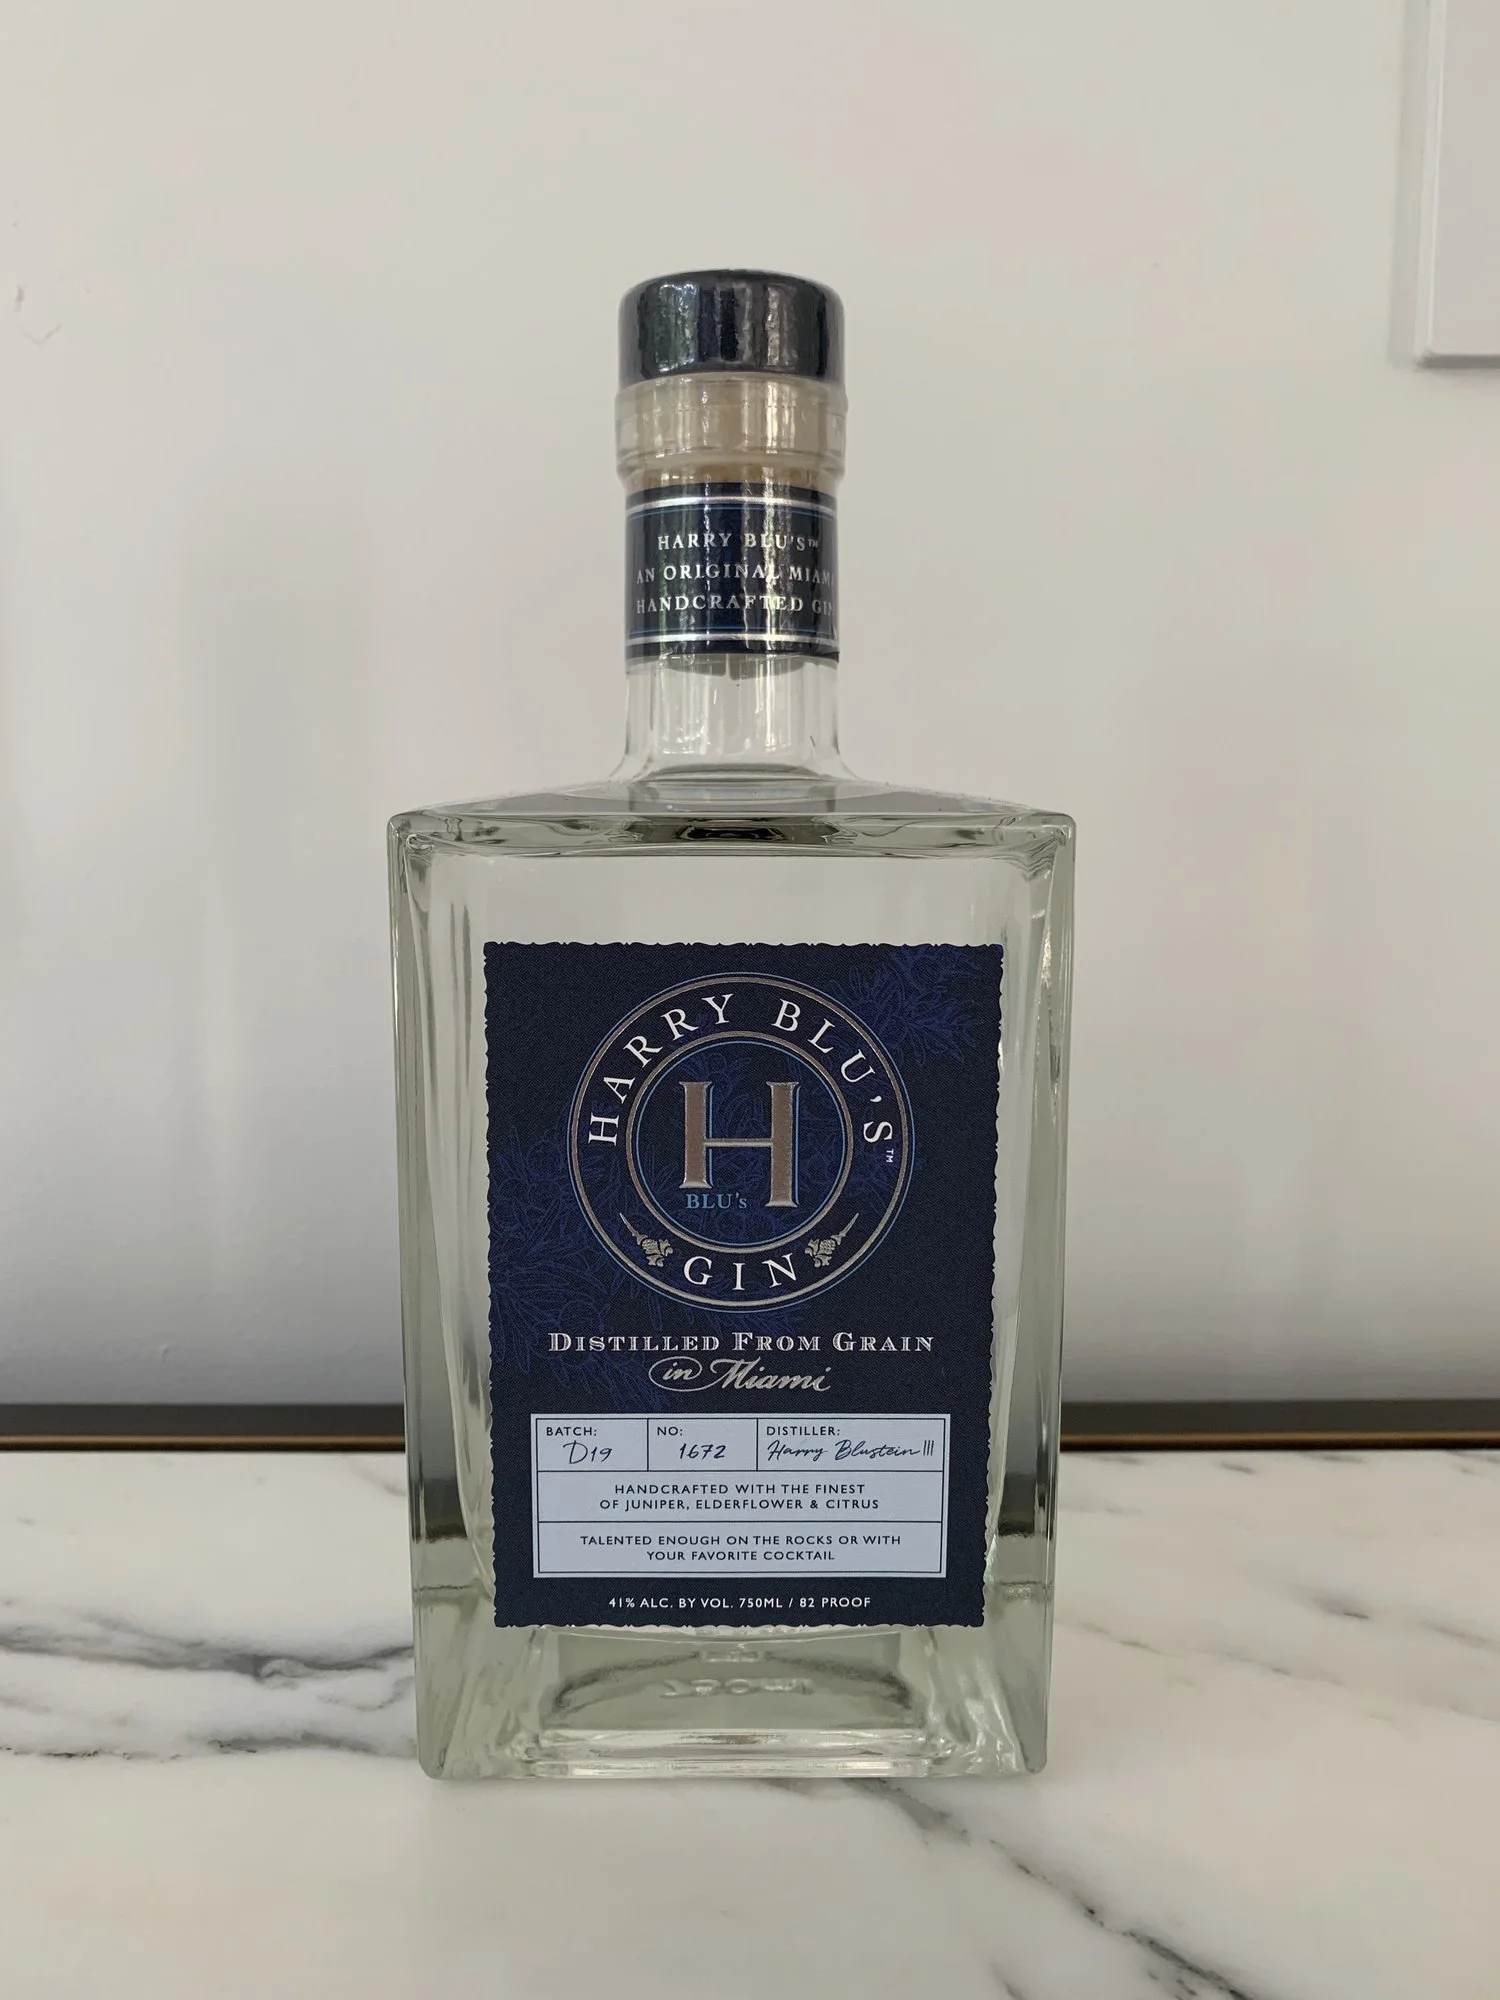 HARRY BLU'S™
AN ORIGINAL MIAMI
HANDCRAFTED GIN
HARRY BLU'S™
H
BLU's
GIN
DISTILLED FROM GRAIN
in Miami
BATCH: D19
NO: 1672
DISTILLER: Harry Blustein III
HANDCRAFTED WITH THE FINEST
OF JUNIPER, ELDERFLOWER & CITRUS
TALENTED ENOUGH ON THE ROCKS OR WITH
YOUR FAVORITE COCKTAIL
41% ALC. BY VOL. 750ML / 82 PROOF